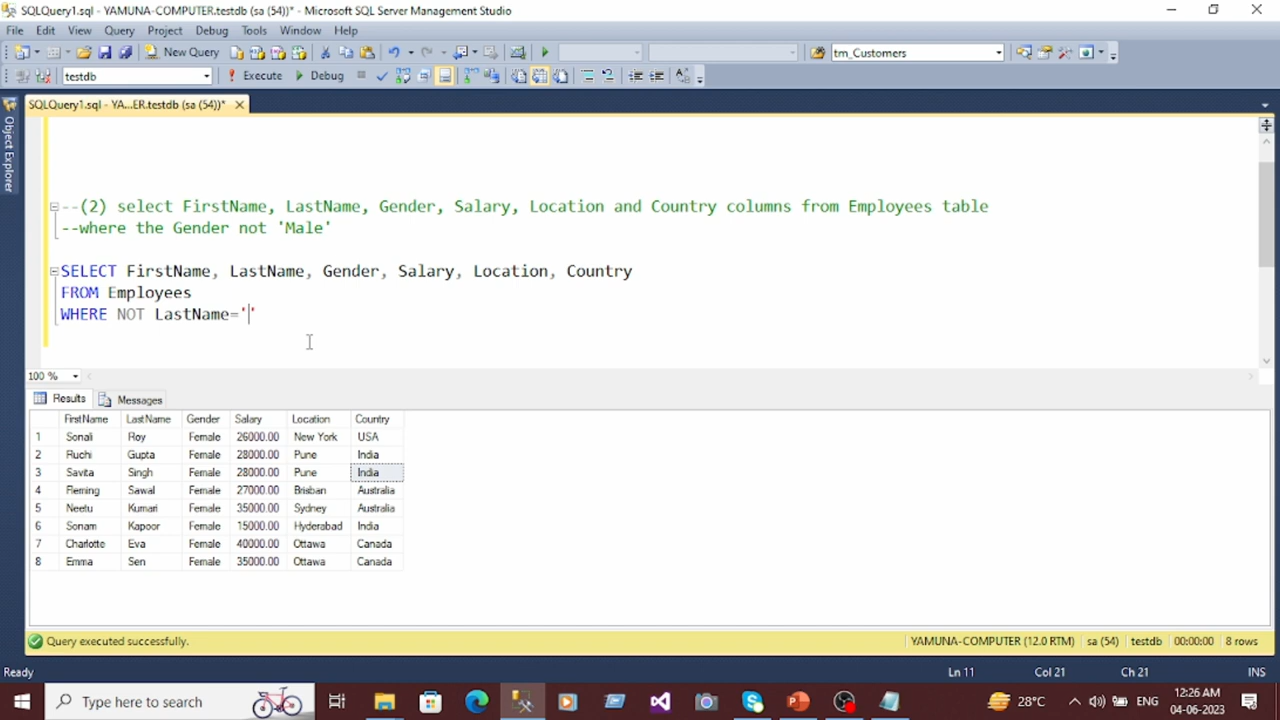 SQLQuery1.sql - YAMUNA-COMPUTER.testdb (sa (54))* - Microsoft SQL Server Management Studio
File Edit View Query Project Debug Tools Window Help
New Query tm_Customers
testdb Execute Debug
SQLQuery1.sql - YA...ER.testdb (sa (54))*
Object Explorer
--(2) select FirstName, LastName, Gender, Salary, Location and Country columns from Employees table
--where the Gender not 'Male'
SELECT FirstName, LastName, Gender, Salary, Location, Country
FROM Employees
WHERE NOT LastName=''
100 %
Results Messages
FirstName LastName Gender Salary Location Country
1 Sonali Roy Female 26000.00 New York USA
2 Ruchi Gupta Female 28000.00 Pune India
3 Savita Singh Female 28000.00 Pune India
4 Fleming Sawal Female 27000.00 Brisban Australia
5 Neetu Kumari Female 35000.00 Sydney Australia
6 Sonam Kapoor Female 15000.00 Hyderabad India
7 Charlotte Eva Female 40000.00 Ottawa Canada
8 Emma Sen Female 35000.00 Ottawa Canada
Query executed successfully. YAMUNA-COMPUTER (12.0 RTM) sa (54) testdb 00:00:00 8 rows
Ready Ln 11 Col 21 Ch 21 INS
Type here to search 28°C ENG 12:26 AM
04-06-2023